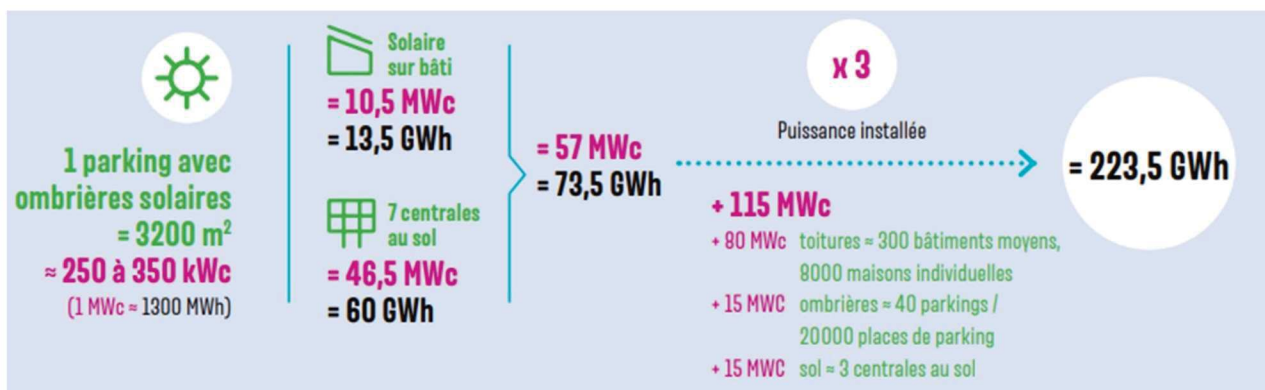 1 parking avec
ombrières solaires
= 3200 m²
≈ 250 à 350 kWc
(1 MWc ≈ 1300 MWh)
Solaire
sur bâti
= 10,5 MWc
= 13,5 GWh
7 centrales
au sol
= 46,5 MWc
= 60 GWh
= 57 MWc
= 73,5 GWh
x 3
Puissance installée
+ 115 MWc
+ 80 MWc toitures = 300 bâtiments moyens,
8000 maisons individuelles
+ 15 MWC ombrières ≈ 40 parkings /
20000 places de parking
+ 15 MWC sol = 3 centrales au sol
= 223,5 GWh